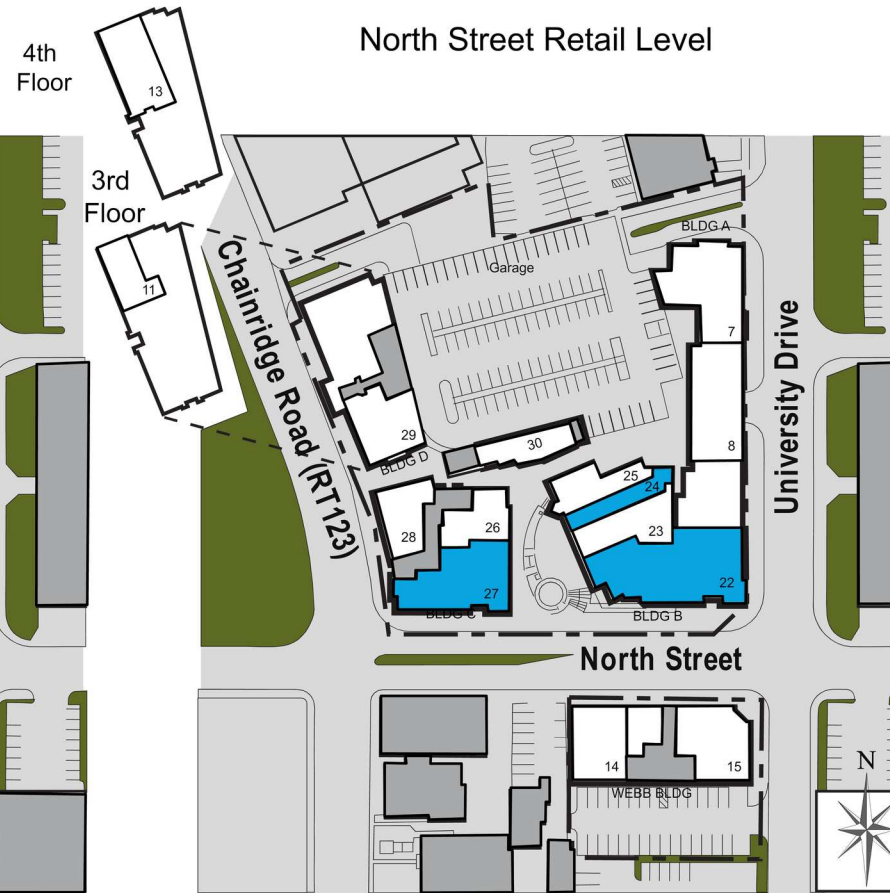 North Street Retail Level
4th
Floor
13
3rd
Floor
11
BLDG A
Garage
Chainridge Road (RT123)
University Drive
7
29
30
8
BLDG D
25
24
28
26
23
27
22
BLDG C
BLDG B
North Street
14
15
WEBB BLDG
N